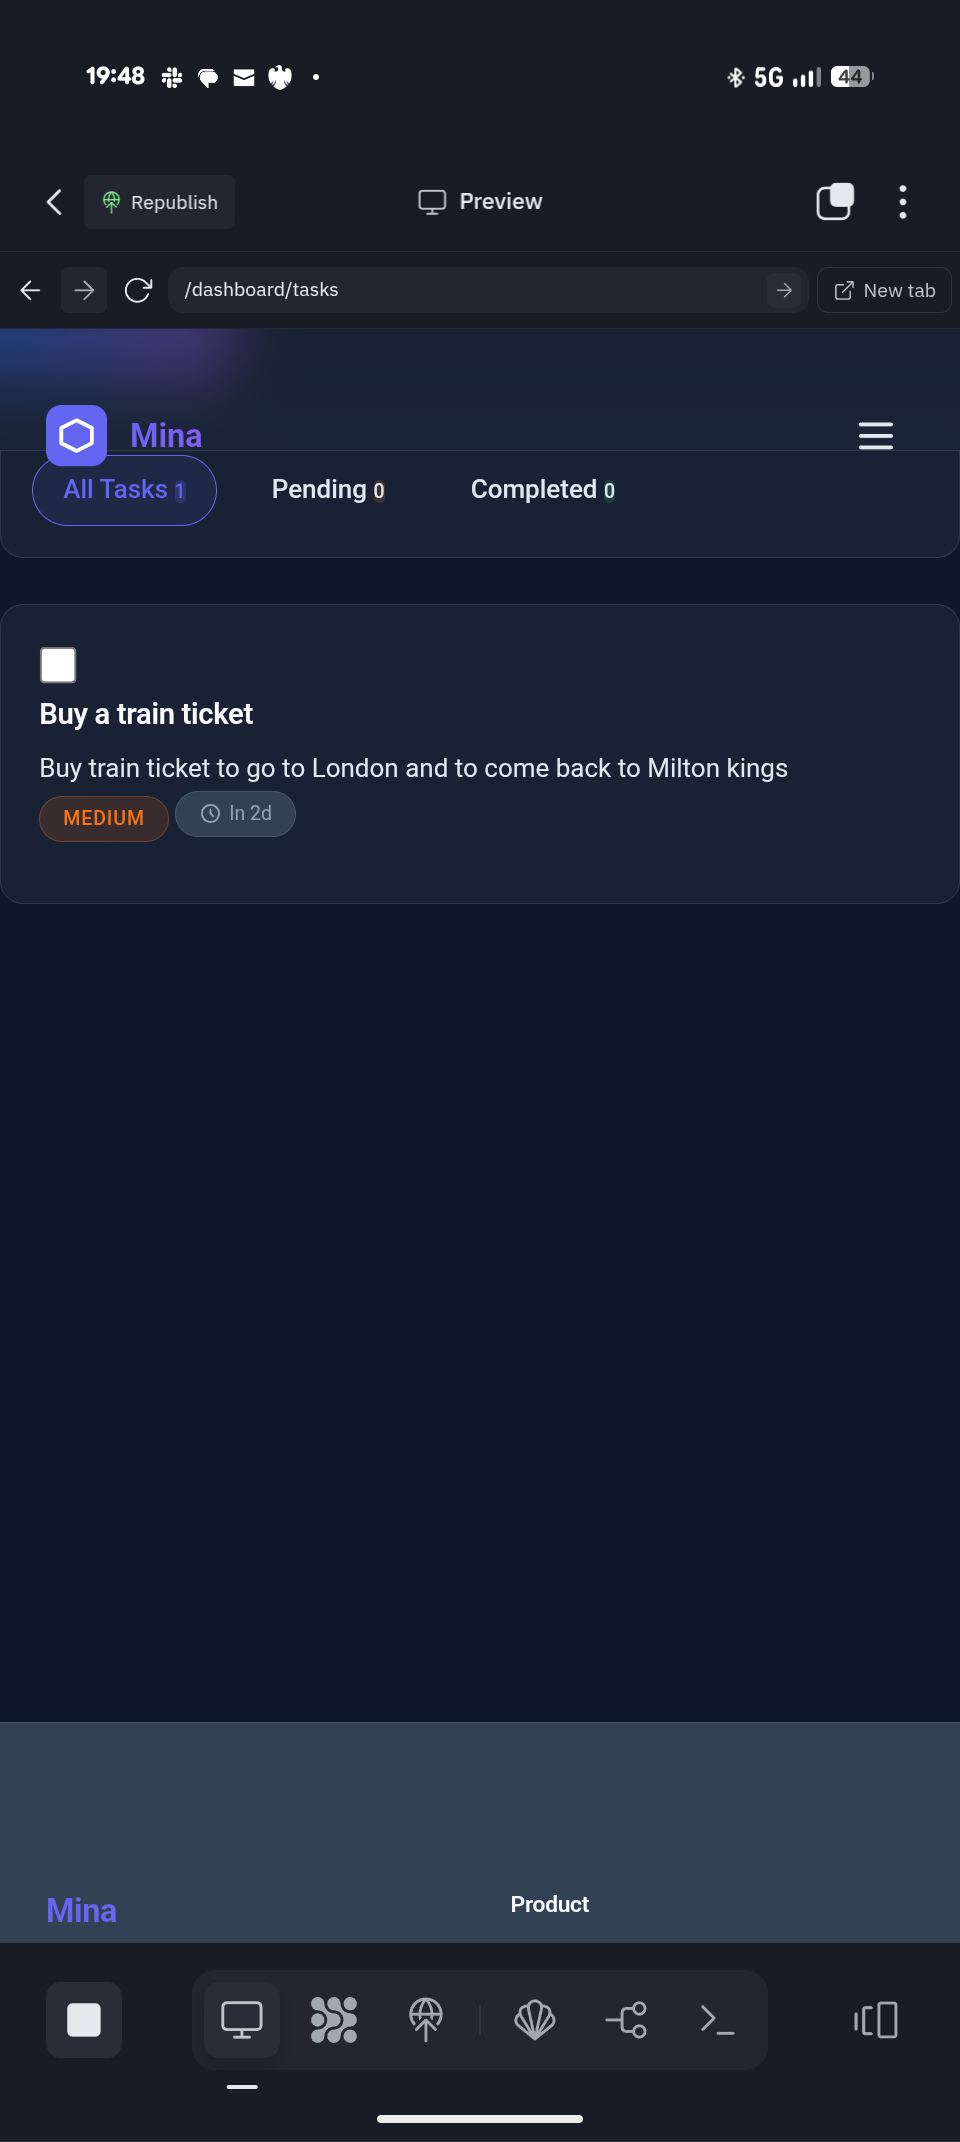 19:48
5G
44
Republish
Preview
/dashboard/tasks
New tab
Mina
All Tasks 1
Pending 0
Completed 0
Buy a train ticket
Buy train ticket to go to London and to come back to Milton kings
MEDIUM
In 2d
Mina
Product